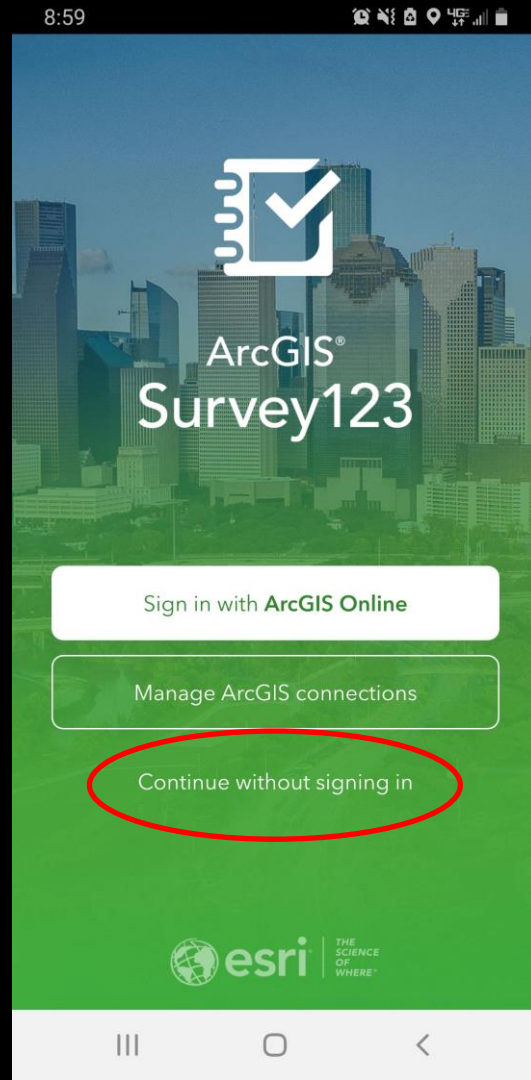 8:59
4GE
ArcGIS®
Survey123
Sign in with ArcGIS Online
Manage ArcGIS connections
Continue without signing in
esri
THE
SCIENCE
OF
WHERE®